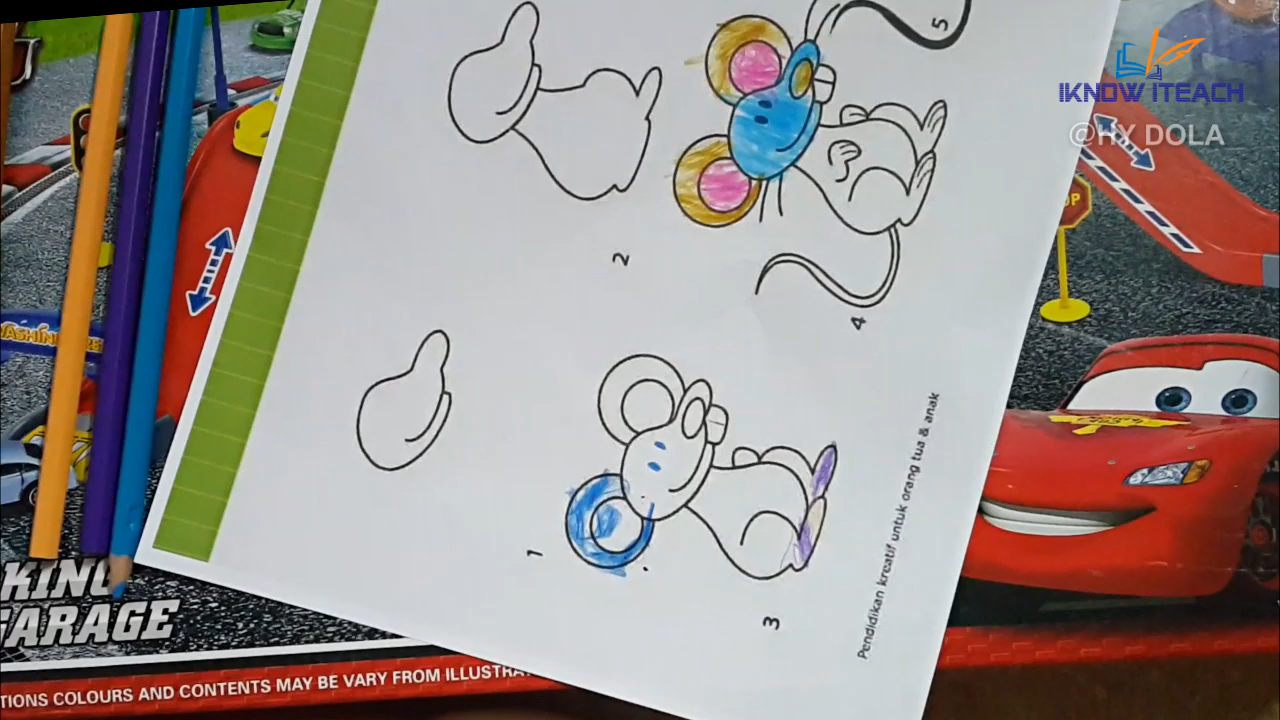 IKNOW ITEACH
@HX DOLA
1
2
3
4
5
Pendidikan kreatif untuk orang tua & anak
KING
GARAGE
TIONS COLOURS AND CONTENTS MAY BE VARY FROM ILLUSTRA